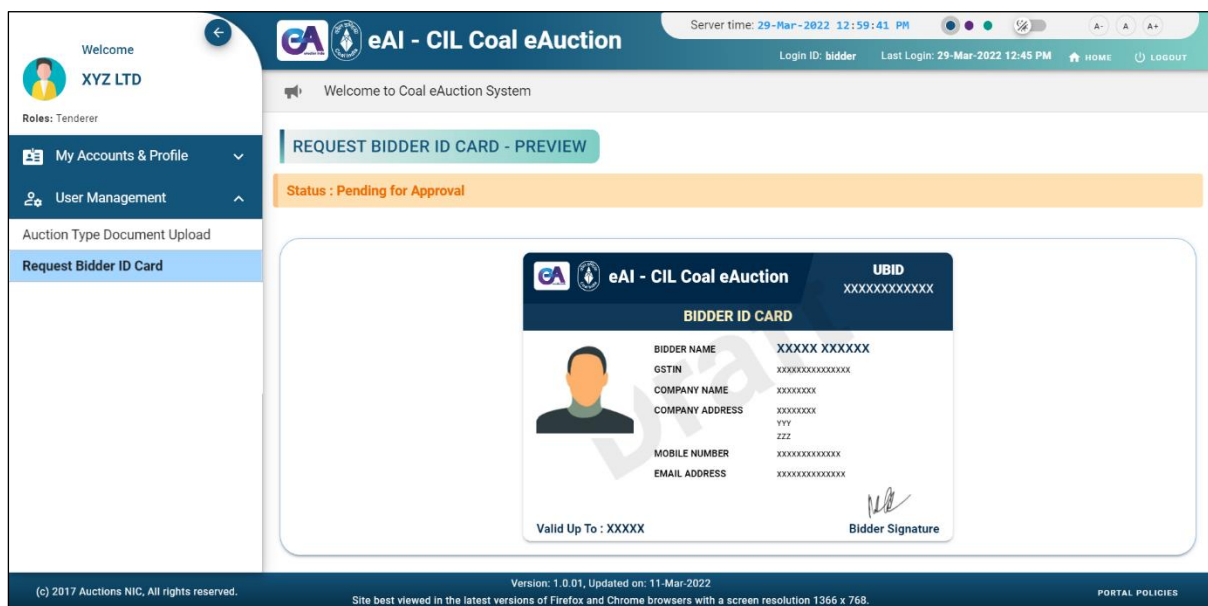 Welcome
XYZ LTD
Roles: Tenderer
My Accounts & Profile
User Management
Auction Type Document Upload
Request Bidder ID Card
eAI - CIL Coal eAuction
Server time: 29-Mar-2022 12:59:41 PM
A- A A+
Login ID: bidder Last Login: 29-Mar-2022 12:45 PM HOME LOGOUT
Welcome to Coal eAuction System
REQUEST BIDDER ID CARD - PREVIEW
Status : Pending for Approval
eAI - CIL Coal eAuction
UBID
XXXXXXXXXXXX
BIDDER ID CARD
BIDDER NAME XXXXX XXXXXX
GSTIN xxxxxxxxxxxxxxx
COMPANY NAME xxxxxxxx
COMPANY ADDRESS xxxxxxxx
YYY
ZZZ
MOBILE NUMBER xxxxxxxxxxxxx
EMAIL ADDRESS xxxxxxxxxxxxxx
Draft
Valid Up To : XXXXX Bidder Signature
(c) 2017 Auctions NIC, All rights reserved.
Version: 1.0.01, Updated on: 11-Mar-2022
Site best viewed in the latest versions of Firefox and Chrome browsers with a screen resolution 1366 x 768.
PORTAL POLICIES